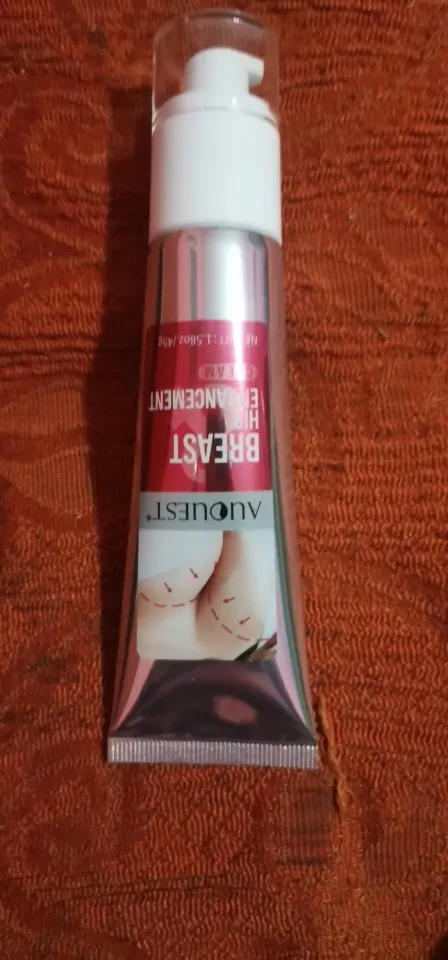 AUQUEST®
BREAST
HIP
ENHANCEMENT
CREAM
Net WT: 1.58oz/45g